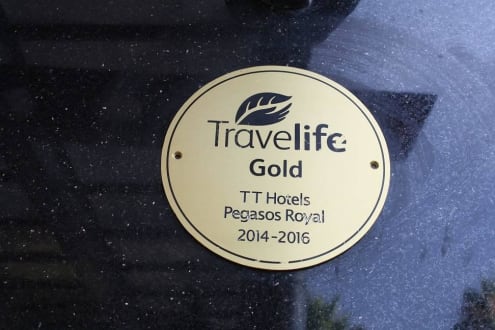 Travelife
Gold
TT Hotels
Pegasos Royal
2014-2016